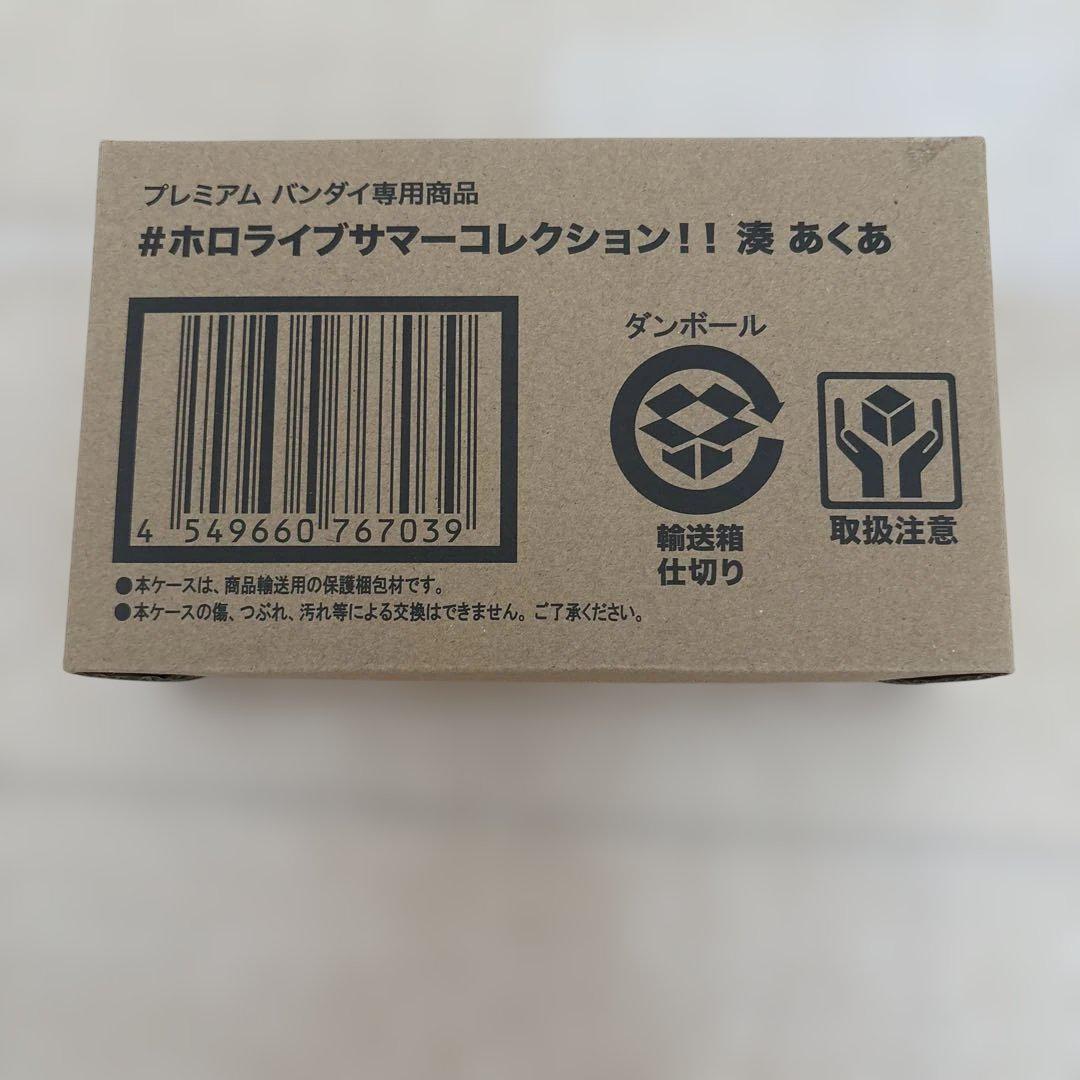 プレミアム バンダイ専用商品
#ホロライブサマーコレクション!! 湊 あくあ
ダンボール
4 549660 767039
輸送箱
仕切り
取扱注意
●本ケースは、商品輸送用の保護梱包材です。
●本ケースの傷、つぶれ、汚れ等による交換はできません。ご了承ください。